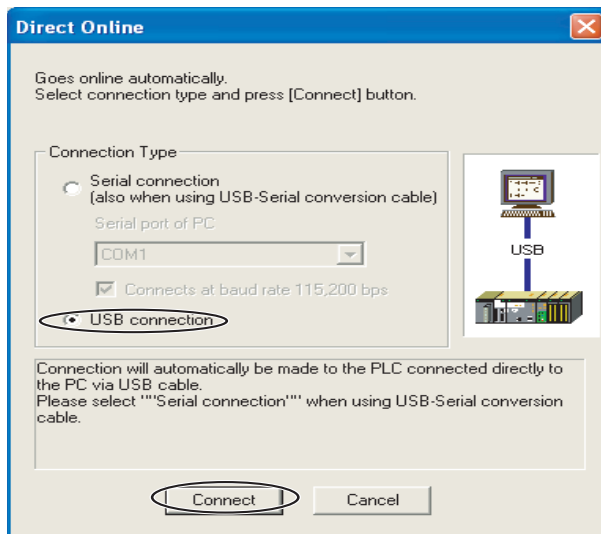 Direct Online
Goes online automatically.
Select connection type and press [Connect] button.
Connection Type
Serial connection
(also when using USB-Serial conversion cable)
Serial port of PC
COM1
Connects at baud rate 115,200 bps
USB connection
USB
Connection will automatically be made to the PLC connected directly to
the PC via USB cable.
Please select ""Serial connection"" when using USB-Serial conversion
cable.
Connect
Cancel